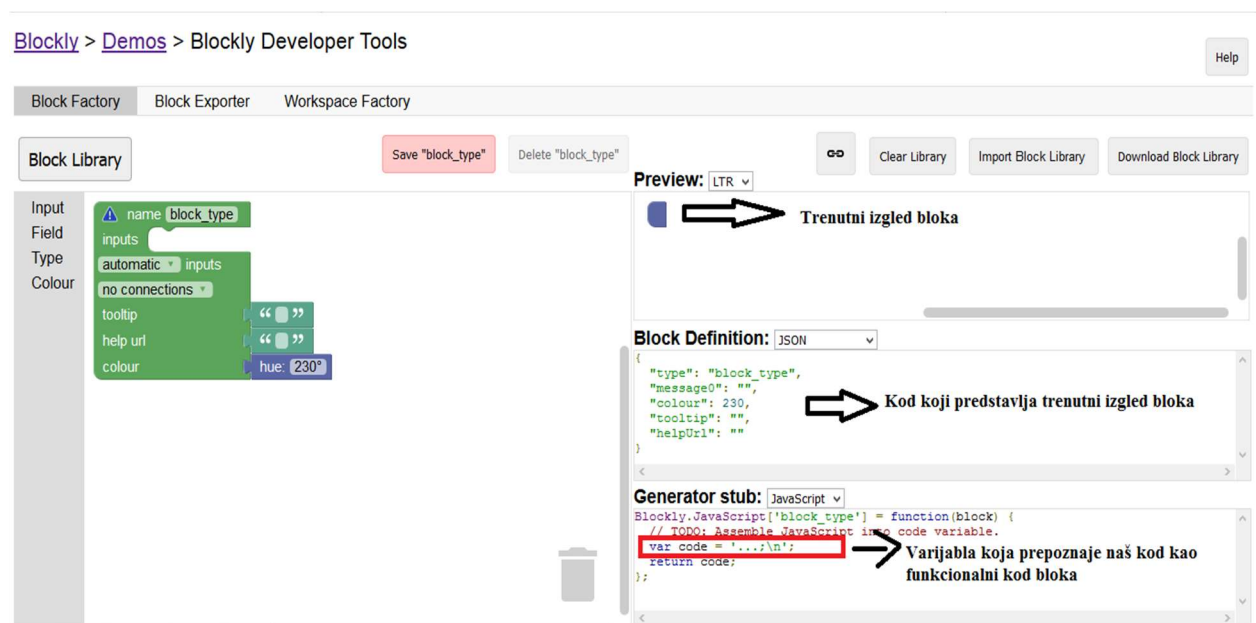 Blockly > Demos > Blockly Developer Tools
Help
Block Factory Block Exporter Workspace Factory
Block Library
Save "block_type"
Delete "block_type"
Clear Library
Import Block Library
Download Block Library
Input
Field
Type
Colour
name block_type
inputs
automatic inputs
no connections
tooltip “ ”
help url “ ”
colour hue: 230°
Preview: LTR
Trenutni izgled bloka
Block Definition: JSON
{
"type": "block_type",
"message0": "",
"colour": 230,
"tooltip": "",
"helpUrl": ""
}
Kod koji predstavlja trenutni izgled bloka
Generator stub: JavaScript
Blockly.JavaScript['block_type'] = function(block) {
// TODO: Assemble JavaScript into code variable.
var code = '...;\n';
return code;
};
Varijabla koja prepoznaje naš kod kao
funkcionalni kod bloka